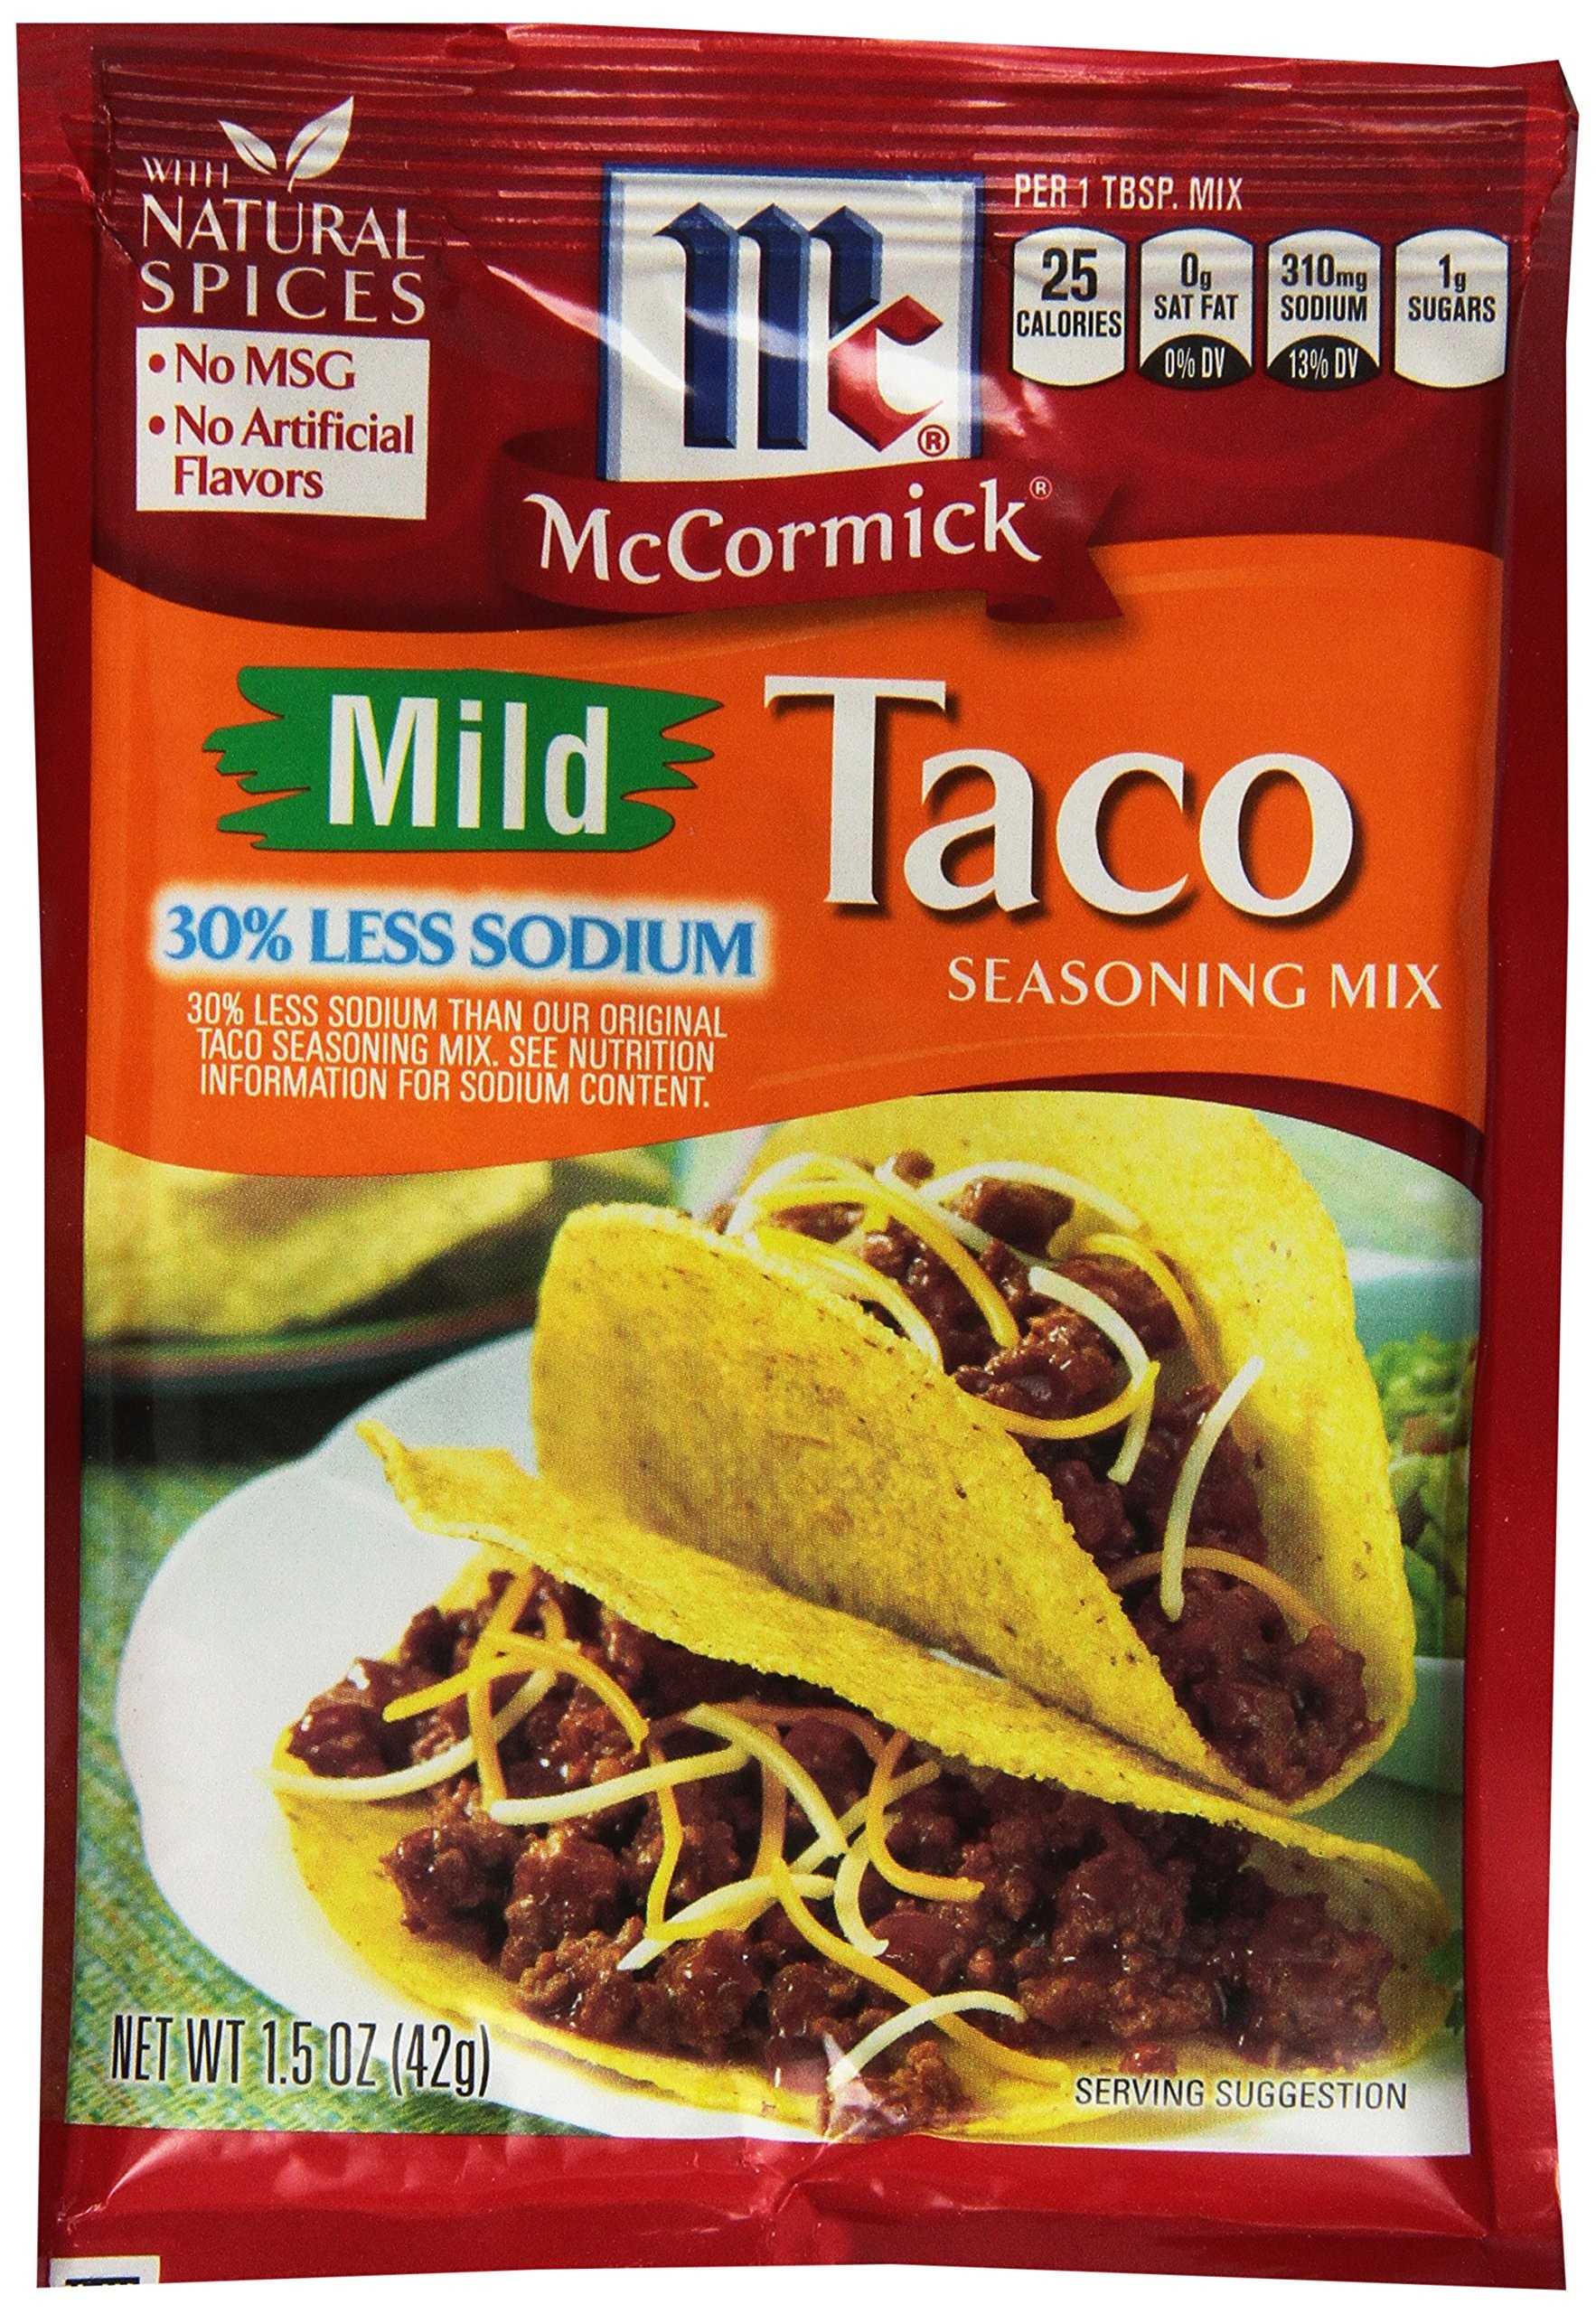 WITH
NATURAL
SPICES
• No MSG
• No Artificial
Flavors
Mc®
McCormick®
PER 1 TBSP. MIX
25
CALORIES
0g
SAT FAT
0% DV
310mg
SODIUM
13% DV
1g
SUGARS
Mild
Taco
SEASONING MIX
30% LESS SODIUM
30% LESS SODIUM THAN OUR ORIGINAL
TACO SEASONING MIX. SEE NUTRITION
INFORMATION FOR SODIUM CONTENT.
NET WT 1.5 OZ (42g)
SERVING SUGGESTION